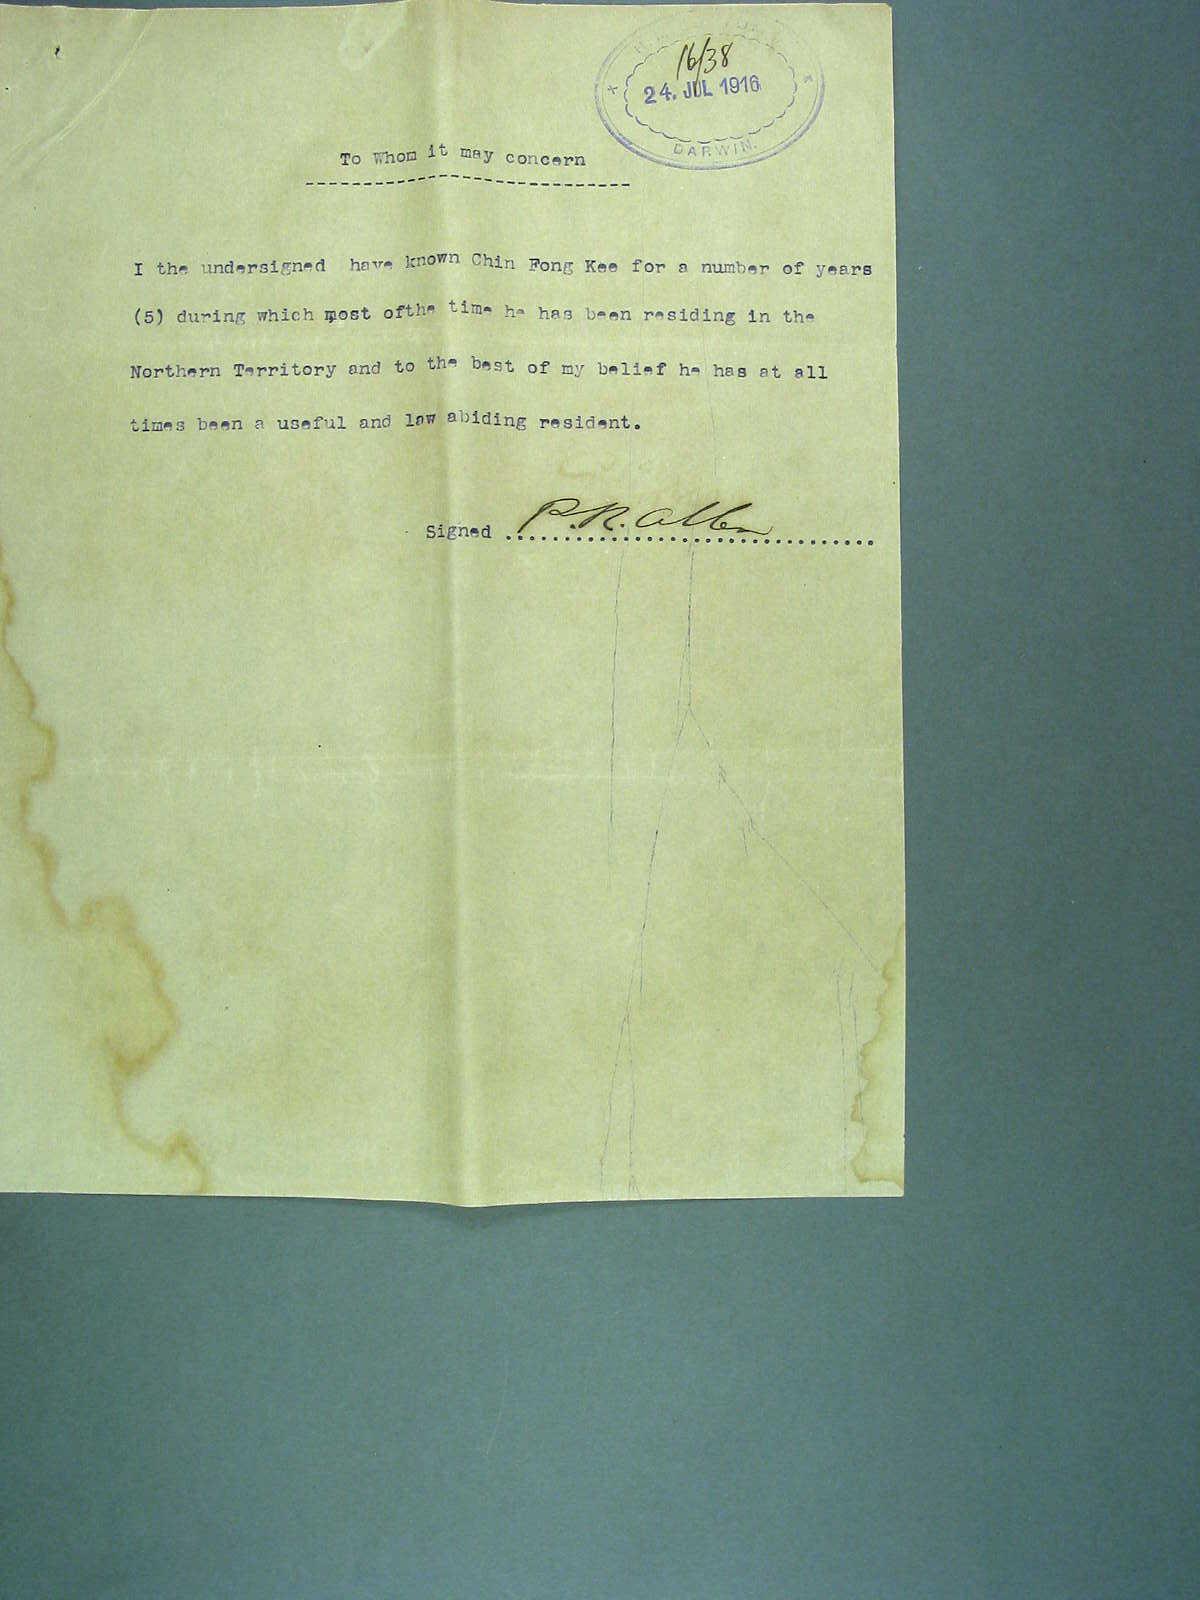 16/38
24. JUL 1916
DARWIN.
To Whom it may concern
I the undersigned have known Chin Fong Kee for a number of years
(5) during which most ofthe time he has been residing in the
Northern Territory and to the best of my belief he has at all
times been a useful and law abiding resident.
Signed P.R. Allen